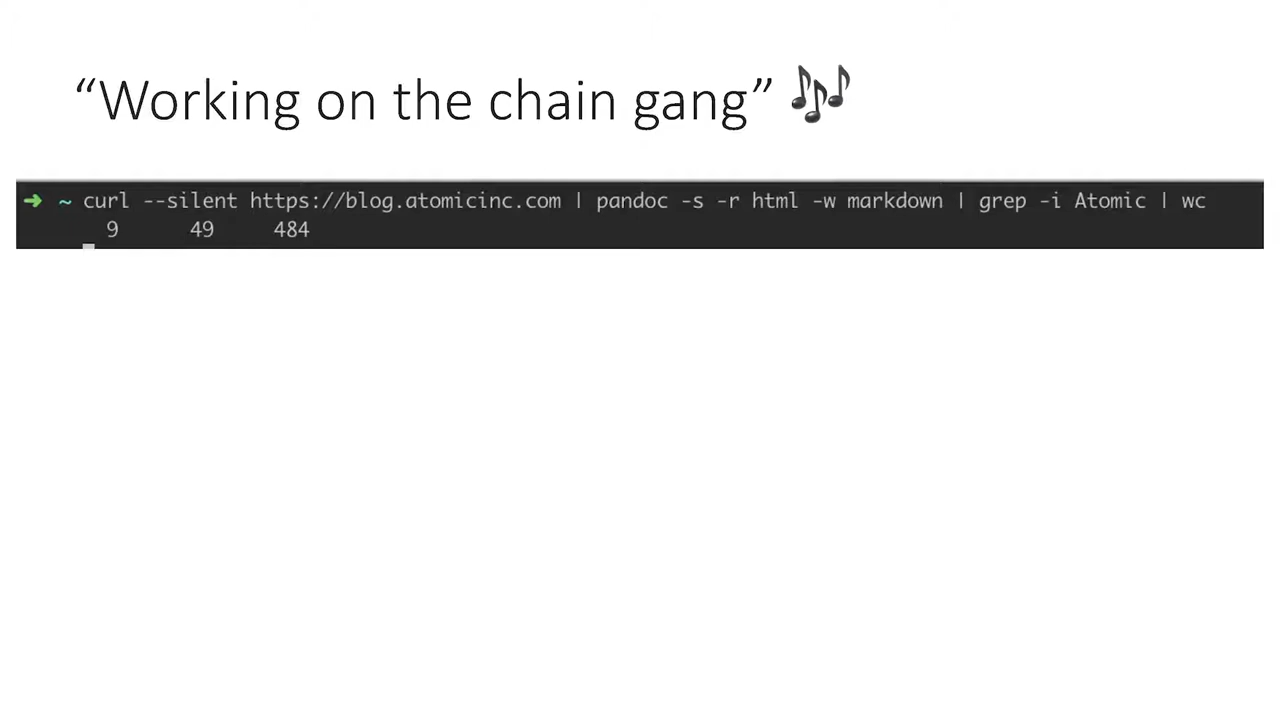 “Working on the chain gang” 🎶
➜ ~ curl --silent https://blog.atomicinc.com | pandoc -s -r html -w markdown | grep -i Atomic | wc
9 49 484